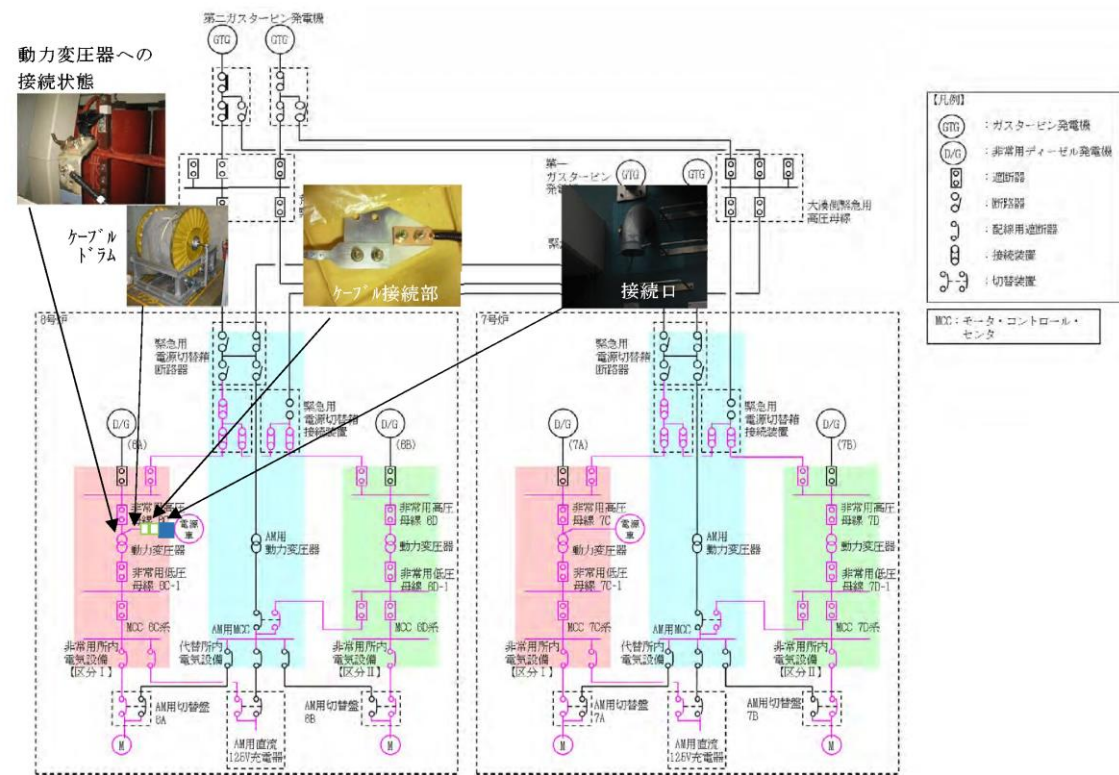 第二ガスタービン発電機
GTG
GTG
動力変圧器への
接続状態
ケーブル
ドラム
ケーブル接続部
第一
ガスタービン
GTG
GTG
接続口
大湊側緊急用
高圧母線
【凡例】
GTG
：ガスタービン発電機
D/G
：非常用ディーゼル発電機
：遮断器
：断路器
：配線用遮断器
：接続装置
：切替装置
MCC：モータ・コントロール・
センタ
6号炉
緊急用
電源切替箱
断路器
緊急用
電源切替箱
接続装置
D/G
(6A)
D/G
(6B)
非常用高圧
非常用高圧
母線 6D
電源
車
動力変圧器
AM用
動力変圧器
動力変圧器
非常用低圧
母線 6C-1
非常用低圧
母線 6D-1
MCC 6C系
AM用MCC
MCC 6D系
非常用所内
電気設備
【区分Ⅰ】
代替所内
電気設備
非常用所内
電気設備
【区分Ⅱ】
AM用切替盤
6A
AM用切替盤
6B
M
AM用直流
125V充電器
M
7号炉
緊急用
電源切替箱
断路器
緊急用
電源切替箱
接続装置
D/G
(7A)
D/G
(7B)
非常用高圧
母線 7C
非常用高圧
母線 7D
電源
車
動力変圧器
AM用
動力変圧器
動力変圧器
非常用低圧
母線 7C-1
非常用低圧
母線 7D-1
MCC 7C系
AM用MCC
MCC 7D系
非常用所内
電気設備
【区分Ⅰ】
代替所内
電気設備
非常用所内
電気設備
【区分Ⅱ】
AM用切替盤
7A
AM用切替盤
7B
M
AM用直流
125V充電器
M